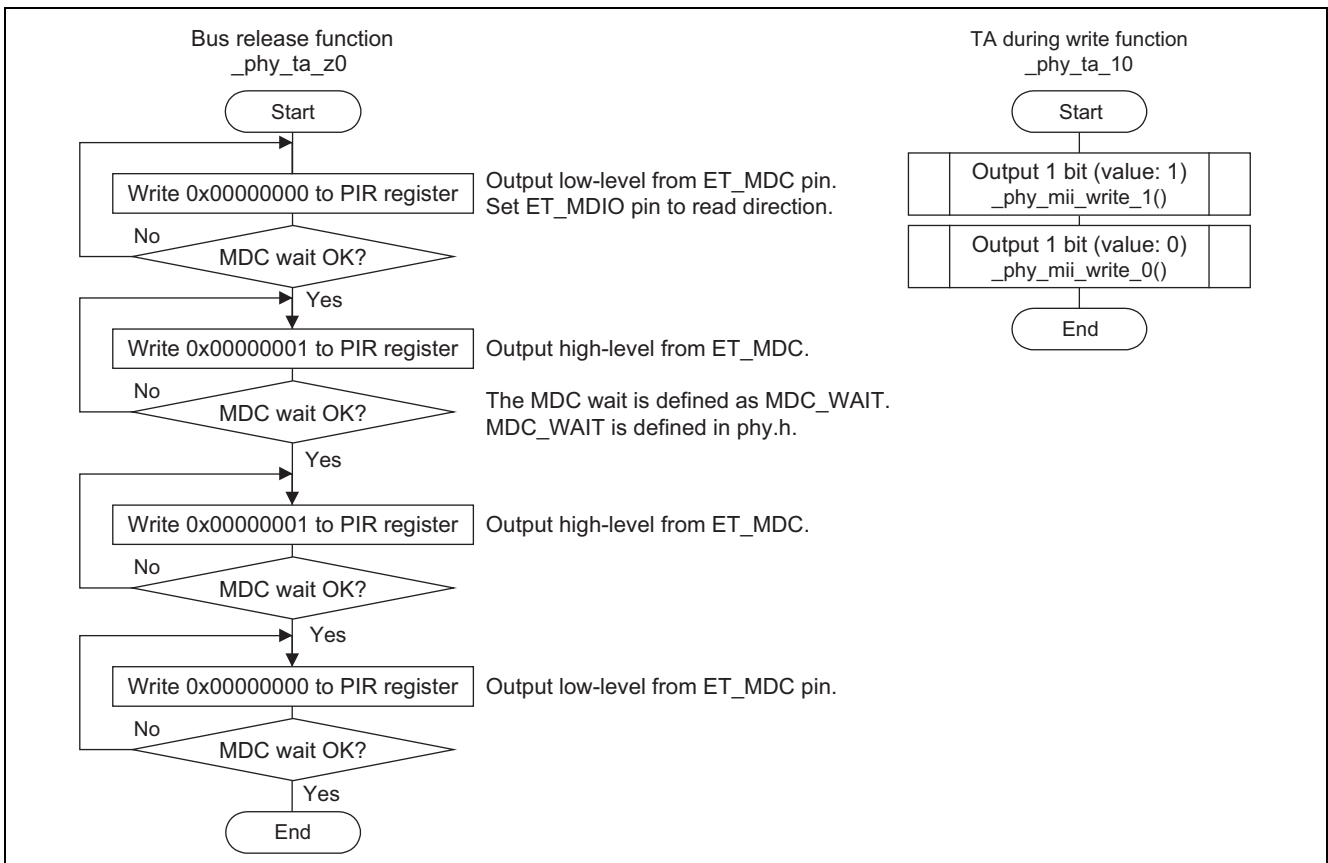 Bus release function
_phy_ta_z0
Start
Write 0x00000000 to PIR register
Output low-level from ET_MDC pin.
Set ET_MDIO pin to read direction.
No
MDC wait OK?
Yes
Write 0x00000001 to PIR register
Output high-level from ET_MDC.
No
MDC wait OK?
The MDC wait is defined as MDC_WAIT.
MDC_WAIT is defined in phy.h.
Yes
Write 0x00000001 to PIR register
Output high-level from ET_MDC.
No
MDC wait OK?
Yes
Write 0x00000000 to PIR register
Output low-level from ET_MDC pin.
No
MDC wait OK?
Yes
End
TA during write function
_phy_ta_10
Start
Output 1 bit (value: 1)
_phy_mii_write_1()
Output 1 bit (value: 0)
_phy_mii_write_0()
End